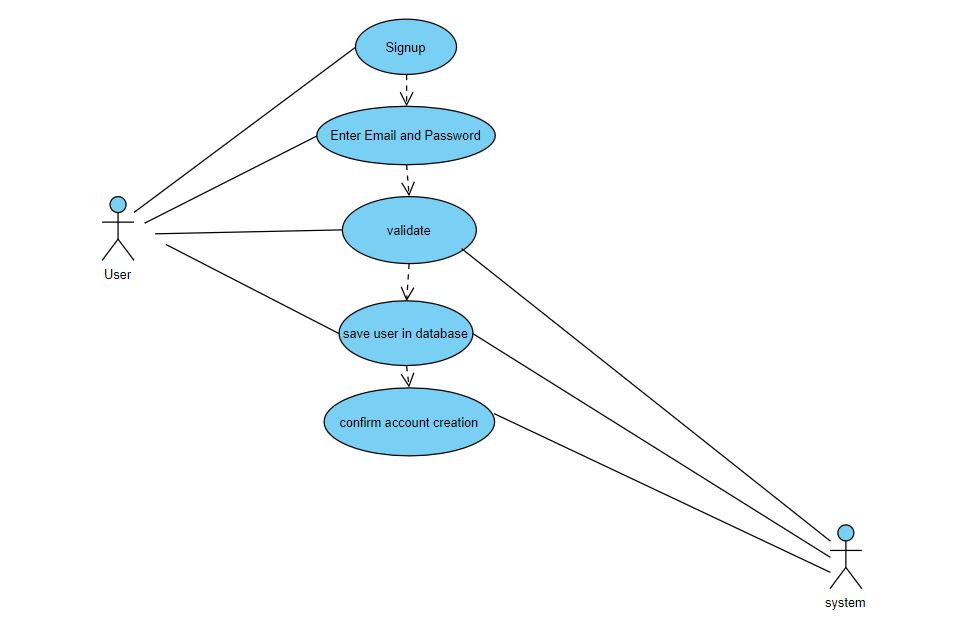 Signup
Enter Email and Password
validate
User
save user in database
confirm account creation
system